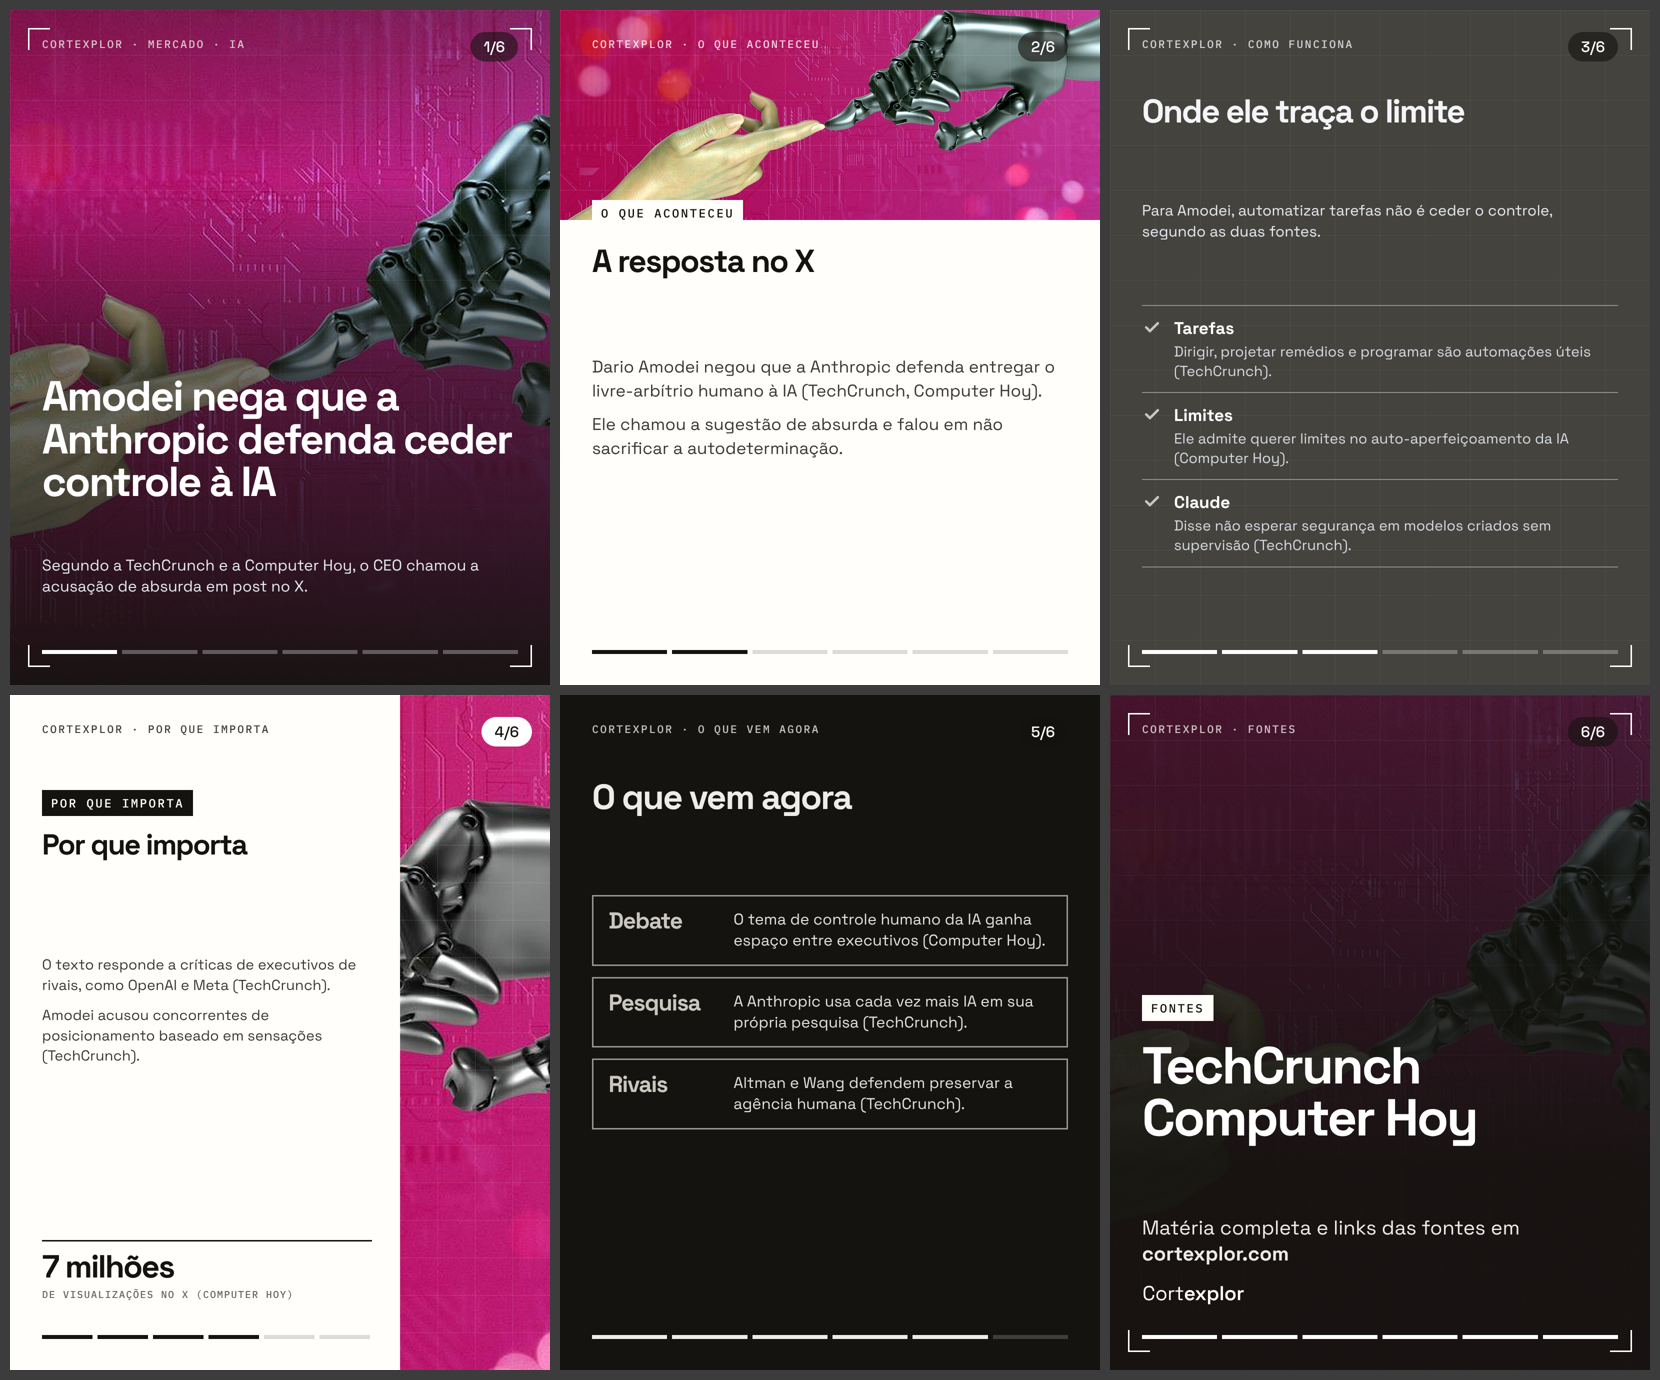 CORTEXPLOR · MERCADO · IA
1/6
Amodei nega que a
Anthropic defenda ceder
controle à IA
Segundo a TechCrunch e a Computer Hoy, o CEO chamou a
acusação de absurda em post no X.
CORTEXPLOR · O QUE ACONTECEU
2/6
O QUE ACONTECEU
A resposta no X
Dario Amodei negou que a Anthropic defenda entregar o
livre-arbítrio humano à IA (TechCrunch, Computer Hoy).
Ele chamou a sugestão de absurda e falou em não
sacrificar a autodeterminação.
CORTEXPLOR · COMO FUNCIONA
3/6
Onde ele traça o limite
Para Amodei, automatizar tarefas não é ceder o controle,
segundo as duas fontes.
Tarefas
Dirigir, projetar remédios e programar são automações úteis
(TechCrunch).
Limites
Ele admite querer limites no auto-aperfeiçoamento da IA
(Computer Hoy).
Claude
Disse não esperar segurança em modelos criados sem
supervisão (TechCrunch).
CORTEXPLOR · POR QUE IMPORTA
4/6
POR QUE IMPORTA
Por que importa
O texto responde a críticas de executivos de
rivais, como OpenAI e Meta (TechCrunch).
Amodei acusou concorrentes de
posicionamento baseado em sensações
(TechCrunch).
7 milhões
DE VISUALIZAÇÕES NO X (COMPUTER HOY)
CORTEXPLOR · O QUE VEM AGORA
5/6
O que vem agora
Debate
O tema de controle humano da IA ganha
espaço entre executivos (Computer Hoy).
Pesquisa
A Anthropic usa cada vez mais IA em sua
própria pesquisa (TechCrunch).
Rivais
Altman e Wang defendem preservar a
agência humana (TechCrunch).
CORTEXPLOR · FONTES
6/6
FONTES
TechCrunch
Computer Hoy
Matéria completa e links das fontes em
cortexplor.com
Cortexplor